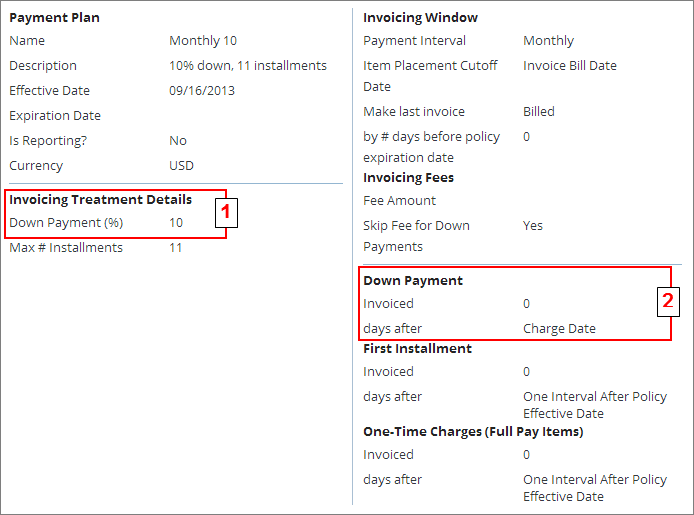 Payment Plan
Name Monthly 10
Description 10% down, 11 installments
Effective Date 09/16/2013
Expiration Date
Is Reporting? No
Currency USD
Invoicing Treatment Details
1
Down Payment (%) 10
Max # Installments 11
Invoicing Window
Payment Interval Monthly
Item Placement Cutoff Invoice Bill Date
Date
Make last invoice Billed
by # days before policy 0
expiration date
Invoicing Fees
Fee Amount
Skip Fee for Down Yes
Payments
Down Payment
2
Invoiced 0
days after Charge Date
First Installment
Invoiced 0
days after One Interval After Policy
Effective Date
One-Time Charges (Full Pay Items)
Invoiced 0
days after One Interval After Policy
Effective Date